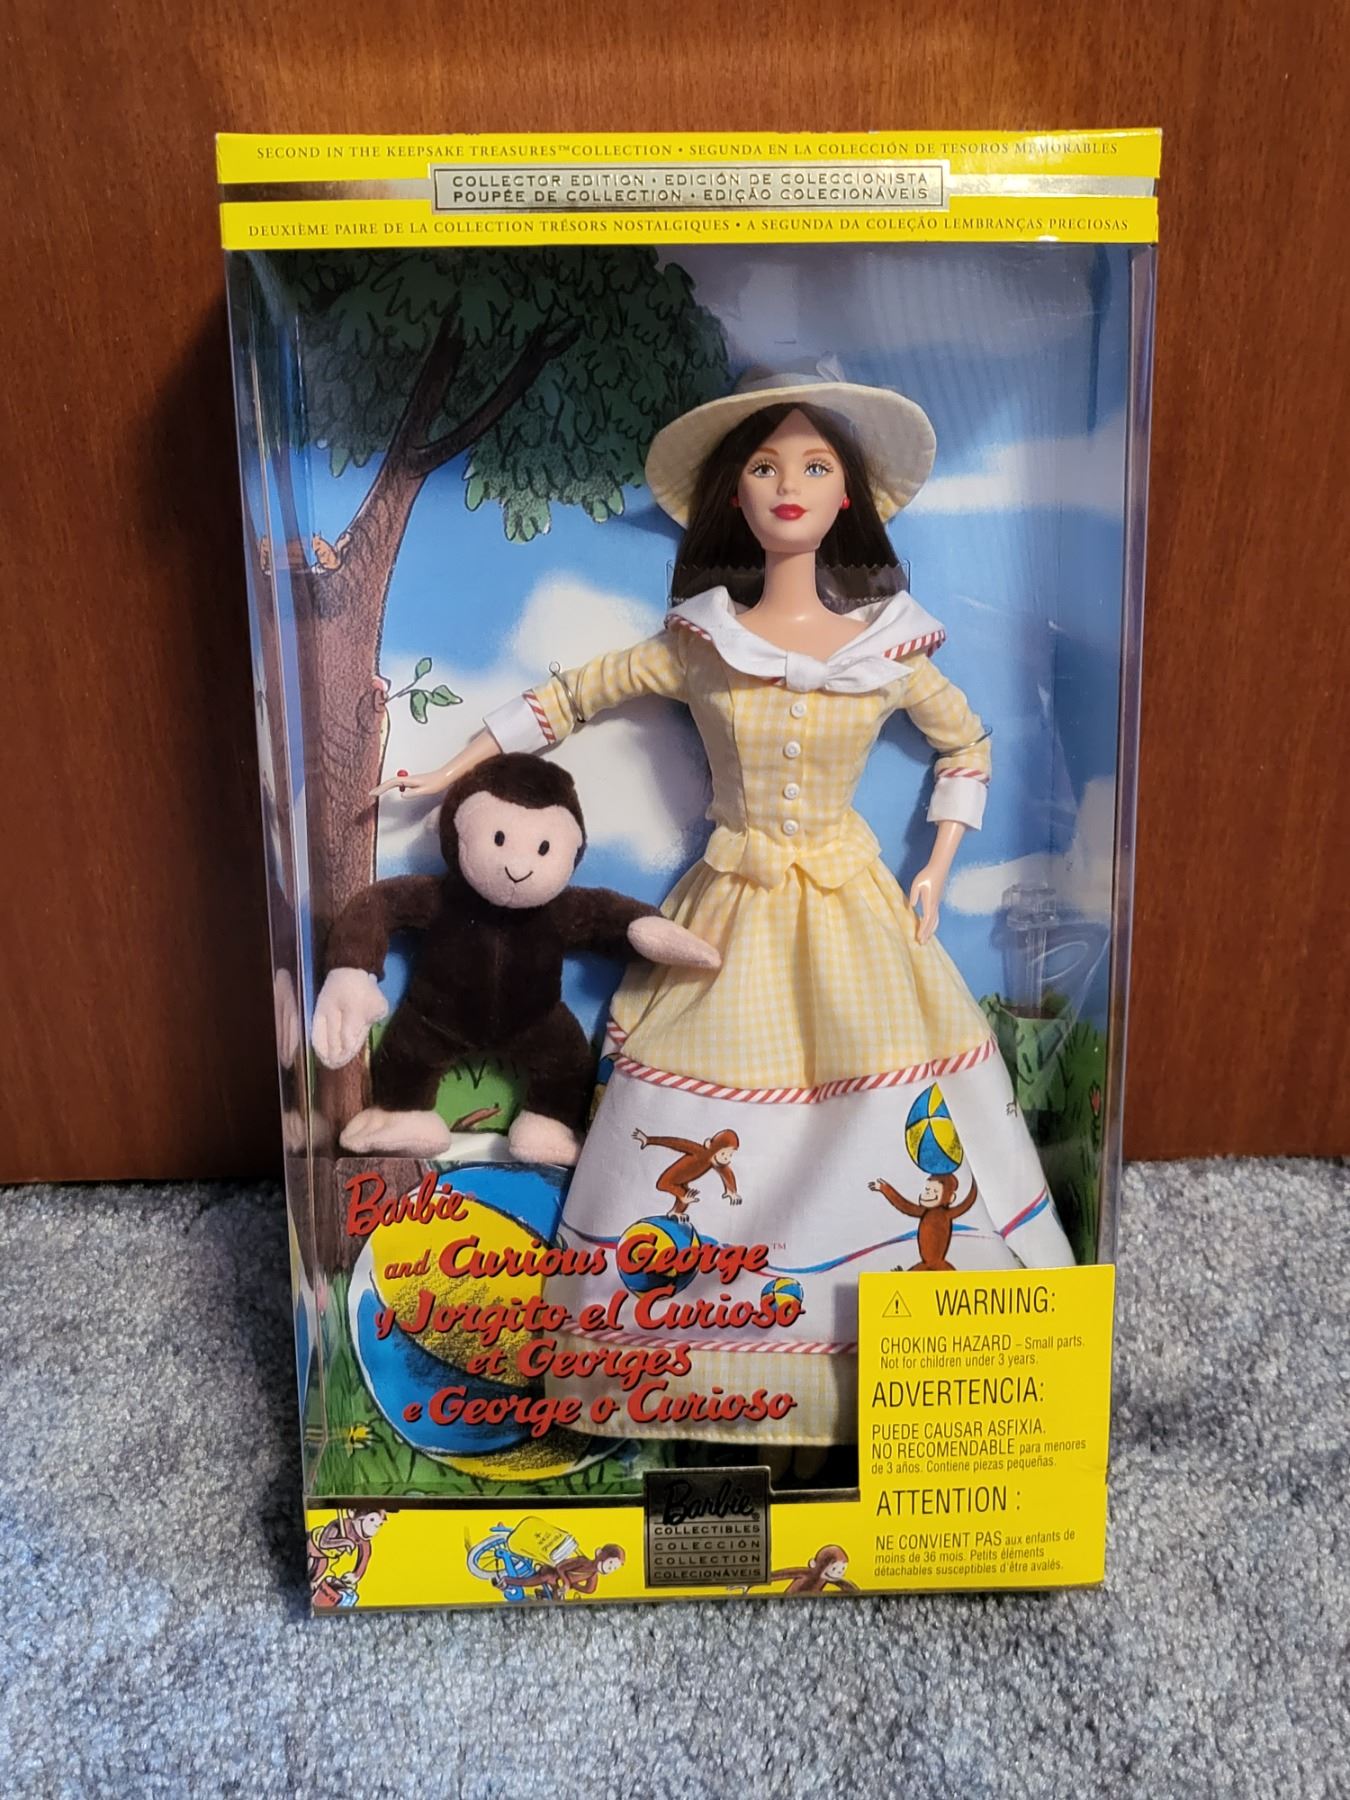 SECOND IN THE KEEPSAKE TREASURES™ COLLECTION • SEGUNDA EN LA COLECCIÓN DE TESOROS MEMORABLES
COLLECTOR EDITION • EDICIÓN DE COLECCIONISTA
POUPÉE DE COLLECTION • EDIÇÃO COLECIONÁVEIS
DEUXIÈME PAIRE DE LA COLLECTION TRÉSORS NOSTALGIQUES • A SEGUNDA DA COLEÇÃO LEMBRANÇAS PRECIOSAS
Barbie
and Curious George™
y Jorgito el Curioso
et Georges
e George o Curioso
⚠ WARNING:
CHOKING HAZARD – Small parts.
Not for children under 3 years.
ADVERTENCIA:
PUEDE CAUSAR ASFIXIA.
NO RECOMENDABLE para menores
de 3 años. Contiene piezas pequeñas.
ATTENTION :
NE CONVIENT PAS aux enfants de
moins de 36 mois. Petits éléments
détachables susceptibles d'être avalés.
Barbie®
COLLECTIBLES
COLECCIÓN
COLLECTION
COLECIONÁVEIS